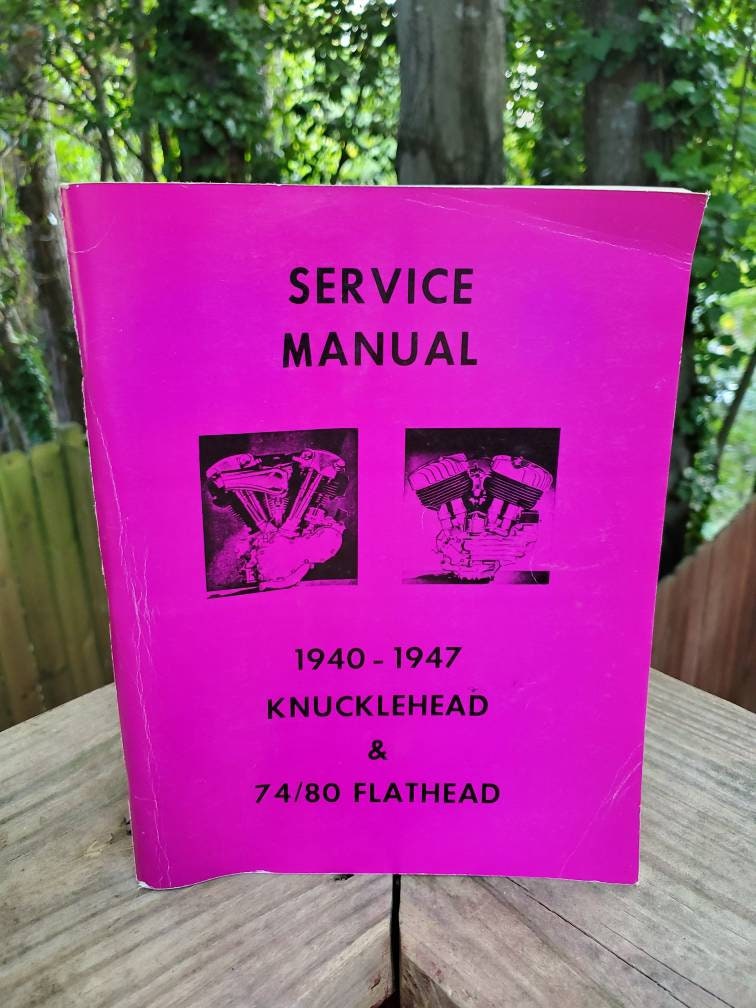 SERVICE
MANUAL
1940 - 1947
KNUCKLEHEAD
&
74/80 FLATHEAD